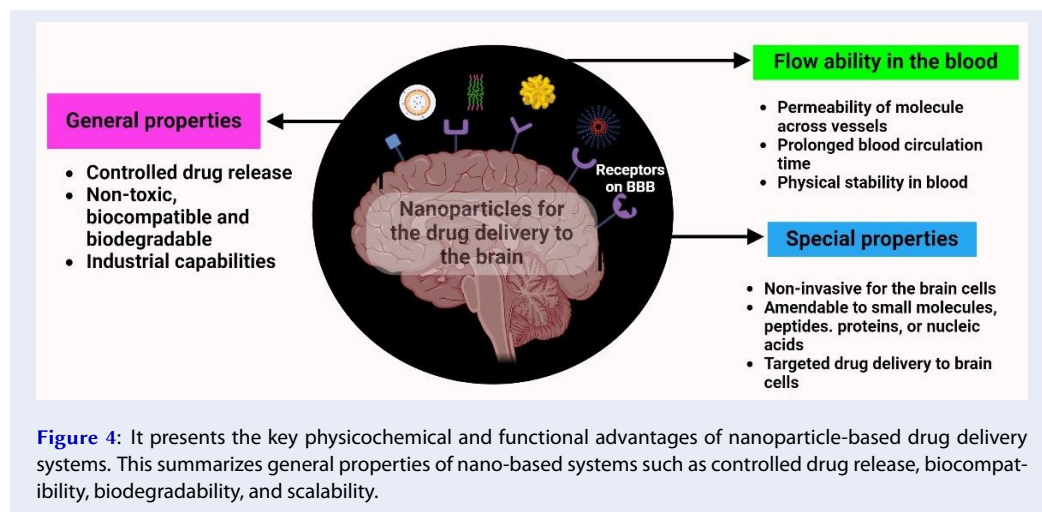 General properties
• Controlled drug release
• Non-toxic,
biocompatible and
biodegradable
• Industrial capabilities
Receptors
on BBB
Nanoparticles for
the drug delivery to
the brain
Flow ability in the blood
• Permeability of molecule
across vessels
• Prolonged blood circulation
time
• Physical stability in blood
Special properties
• Non-invasive for the brain cells
• Amendable to small molecules,
peptides. proteins, or nucleic
acids
• Targeted drug delivery to brain
cells
Figure 4: It presents the key physicochemical and functional advantages of nanoparticle-based drug delivery
systems. This summarizes general properties of nano-based systems such as controlled drug release, biocompat-
ibility, biodegradability, and scalability.